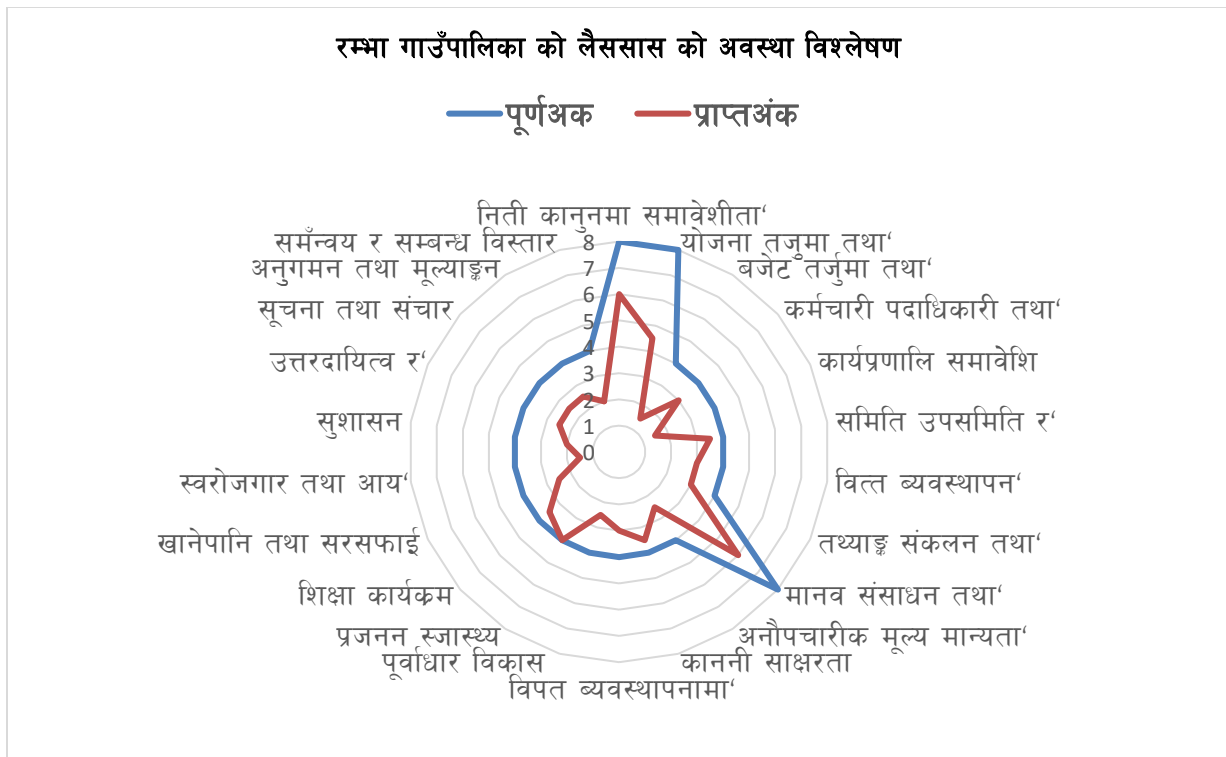 रम्भा गाउँपालिका को लैससास को अवस्था विश्लेषण
पूर्णअक
प्राप्तअंक
निती कानुनमा समावेशीता‘
योजना तजुमा तथा‘
बजेट तर्जुमा तथा‘
कर्मचारी पदाधिकारी तथा‘
कार्यप्रणालि समावेशि
समिति उपसमिति र‘
वित्त ब्यवस्थापन‘
तथ्याङ्क संकलन तथा‘
मानव संसाधन तथा‘
अनौपचारीक मूल्य मान्यता‘
काननी साक्षरता
विपत ब्यवस्थापनामा‘
पूर्वाधार विकास
प्रजनन स्जास्थ्य
शिक्षा कार्यक्रम
खानेपानि तथा सरसफाई
स्वरोजगार तथा आय‘
सुशासन
उत्तरदायित्व र‘
सूचना तथा संचार
अनुगमन तथा मूल्याङ्कन
समँन्वय र सम्बन्ध विस्तार
8
7
6
5
4
3
2
1
0